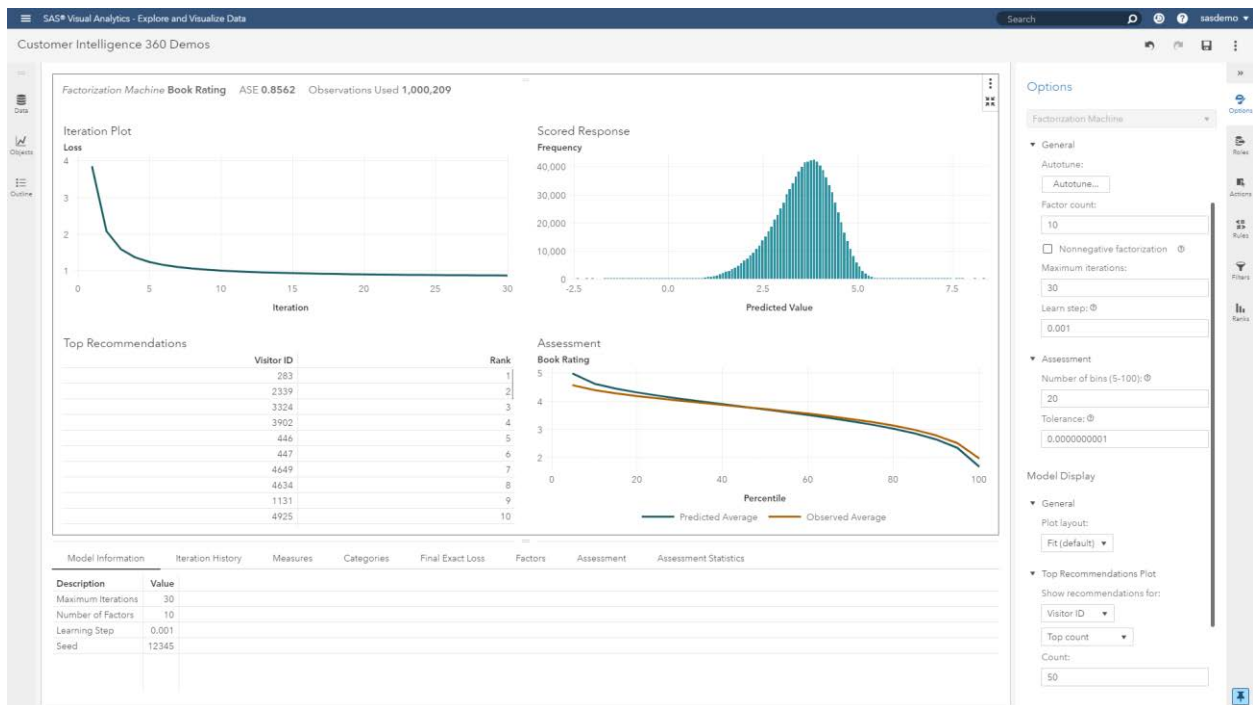 SAS® Visual Analytics - Explore and Visualize Data
Search
sasdemo
Customer Intelligence 360 Demos
Data
Objects
Outline
Factorization Machine Book Rating ASE 0.8562 Observations Used 1,000,209
Iteration Plot
Loss
4
3
2
1
0 5 10 15 20 25 30
Iteration
Scored Response
Frequency
40,000
30,000
20,000
10,000
0
-2.5 0.0 2.5 5.0 7.5
Predicted Value
Top Recommendations
Visitor ID Rank
283 1
2339 2
3324 3
3902 4
446 5
447 6
4649 7
4634 8
1131 9
4925 10
Assessment
Book Rating
5
4
3
2
0 20 40 60 80 100
Percentile
Predicted Average Observed Average
Model Information Iteration History Measures Categories Final Exact Loss Factors Assessment Assessment Statistics
Description Value
Maximum Iterations 30
Number of Factors 10
Learning Step 0.001
Seed 12345
Options
Factorization Machine
General
Autotune:
Autotune...
Factor count:
10
Nonnegative factorization
Maximum iterations:
30
Learn step:
0.001
Assessment
Number of bins (5-100):
20
Tolerance:
0.0000000001
Model Display
General
Plot layout:
Fit (default)
Top Recommendations Plot
Show recommendations for:
Visitor ID
Top count
Count:
50
Options
Roles
Actions
Rules
Filters
Ranks